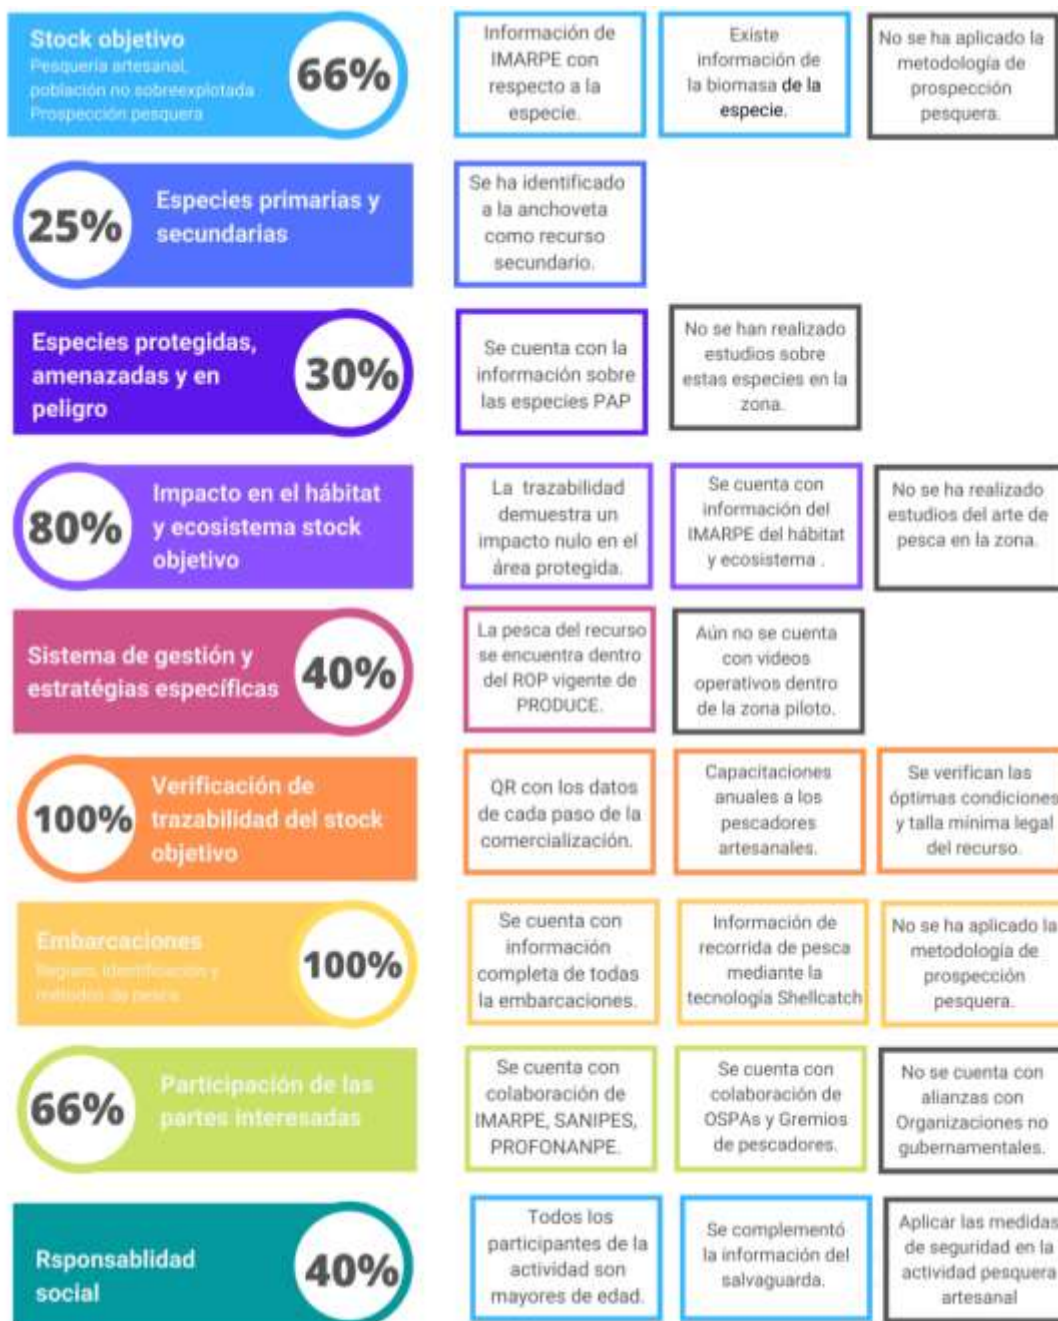 Stock objetivo
Pesquería artesanal,
población no sobreexplotada
Prospección pesquera
66%
Información de
IMARPE con
respecto a la
especie.
Existe
información de
la biomasa de la
especie.
No se ha aplicado la
metodología de
prospección
pesquera.
25%
Especies primarias y
secundarias
Se ha identificado
a la anchoveta
como recurso
secundario.
Especies protegidas,
amenazadas y en
peligro
30%
Se cuenta con la
información sobre
las especies PAP
No se han realizado
estudios sobre
estas especies en la
zona.
80%
Impacto en el hábitat
y ecosistema stock
objetivo
La trazabilidad
demuestra un
impacto nulo en el
área protegida.
Se cuenta con
información del
IMARPE del hábitat
y ecosistema .
No se ha realizado
estudios del arte de
pesca en la zona.
Sistema de gestión y
estratégias específicas
40%
La pesca del recurso
se encuentra dentro
del ROP vigente de
PRODUCE.
Aún no se cuenta
con videos
operativos dentro
de la zona piloto.
100%
Verificación de
trazabilidad del stock
objetivo
QR con los datos
de cada paso de la
comercialización.
Capacitaciones
anuales a los
pescadores
artesanales.
Se verifican las
óptimas condiciones
y talla mínima legal
del recurso.
Embarcaciones
identificación y
métodos de pesca
100%
Se cuenta con
información
completa de todas
la embarcaciones.
Información de
recorrida de pesca
mediante la
tecnología Shellcatch
No se ha aplicado la
metodología de
prospección
pesquera.
66%
Participación de las
partes interesadas
Se cuenta con
colaboración de
IMARPE, SANIPES,
PROFONANPE.
Se cuenta con
colaboración de
OSPAs y Gremios
de pescadores.
No se cuenta con
alianzas con
Organizaciones no
gubernamentales.
Rsponsablidad
social
40%
Todos los
participantes de la
actividad son
mayores de edad.
Se complementó
la información del
salvaguarda.
Aplicar las medidas
de seguridad en la
actividad pesquera
artesanal